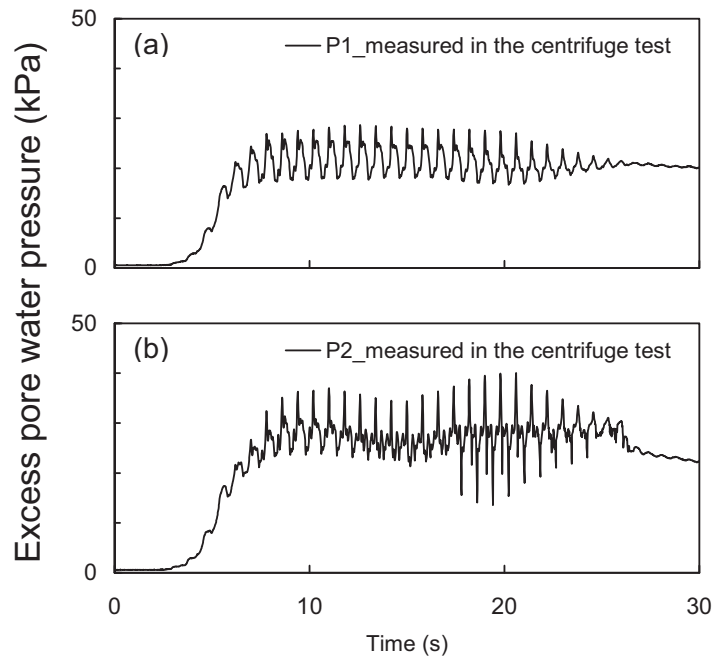 Excess pore water pressure (kPa)
50
(a)
P1_measured in the centrifuge test
0
50
(b)
P2_measured in the centrifuge test
0
0 10 20 30
Time (s)